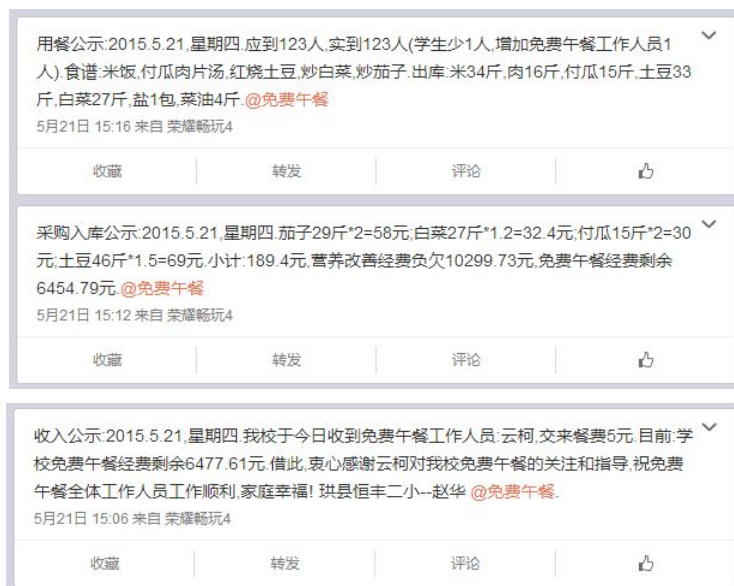 用餐公示:2015.5.21,星期四.应到123人,实到123人(学生少1人,增加免费午餐工作人员1
人).食谱:米饭,付瓜肉片汤,红烧土豆,炒白菜,炒茄子.出库:米34斤,肉16斤,付瓜15斤,土豆33
斤,白菜27斤,盐1包,菜油4斤.@免费午餐
5月21日 15:16 来自 荣耀畅玩4
收藏 转发 评论
采购入库公示:2015.5.21,星期四.茄子29斤*2=58元;白菜27斤*1.2=32.4元;付瓜15斤*2=30
元;土豆46斤*1.5=69元.小计:189.4元,营养改善经费负欠10299.73元,免费午餐经费剩余
6454.79元.@免费午餐
5月21日 15:12 来自 荣耀畅玩4
收藏 转发 评论
收入公示:2015.5.21,星期四.我校于今日收到免费午餐工作人员:云柯,交来餐费5元.目前:学
校免费午餐经费剩余6477.61元.借此,衷心感谢云柯对我校免费午餐的关注和指导,祝免费
午餐全体工作人员工作顺利,家庭幸福! 珙县恒丰二小--赵华 @免费午餐.
5月21日 15:06 来自 荣耀畅玩4
收藏 转发 评论